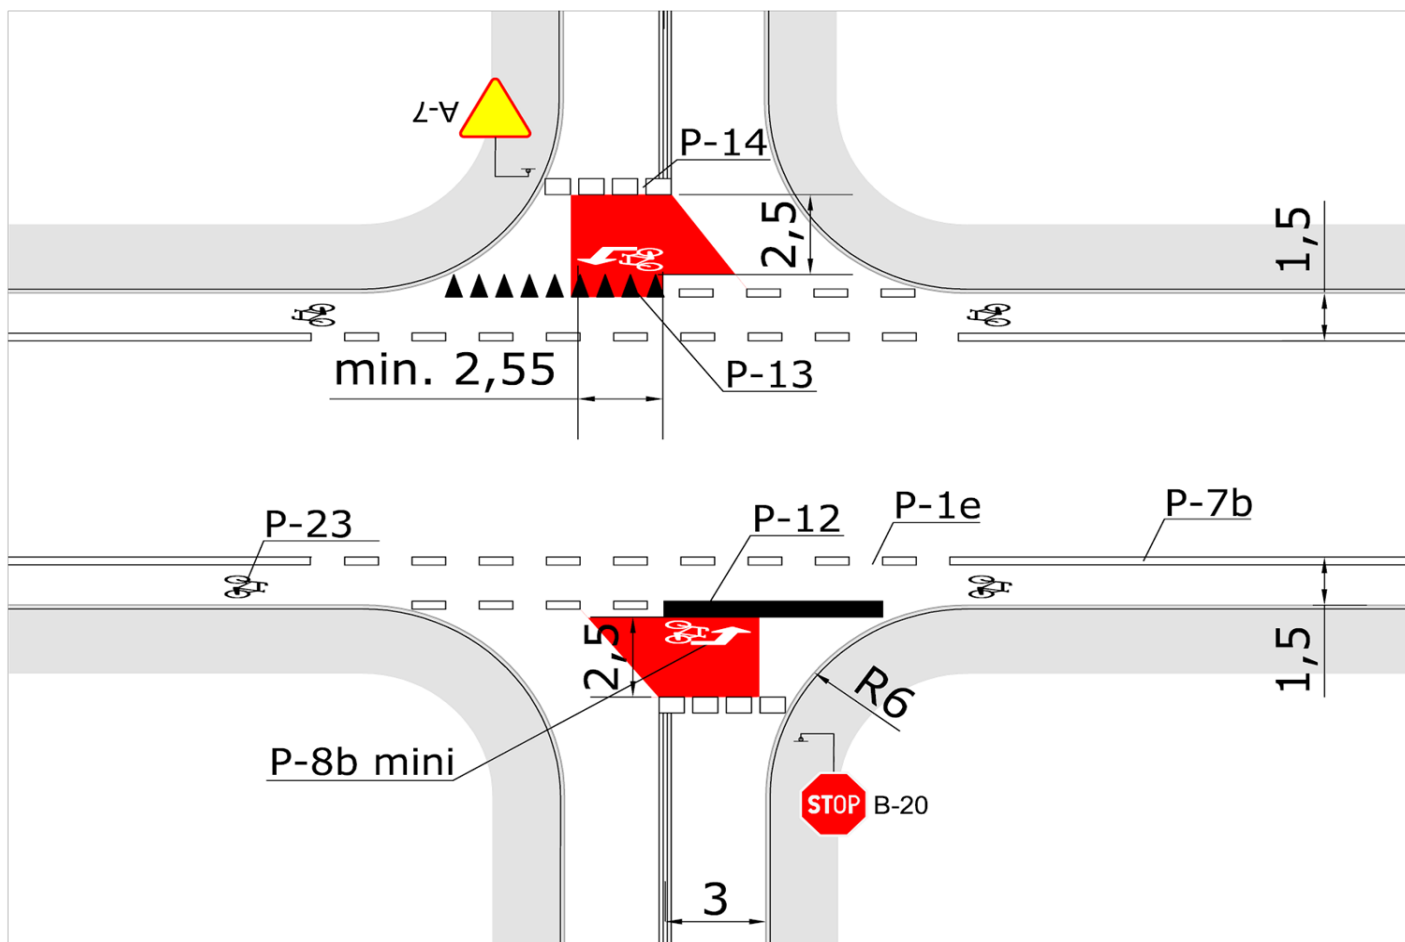 A-7
P-14
2,5
1,5
min. 2,55
P-13
P-23
P-12
P-1e
P-7b
2,5
1,5
R6
P-8b mini
STOP
B-20
3